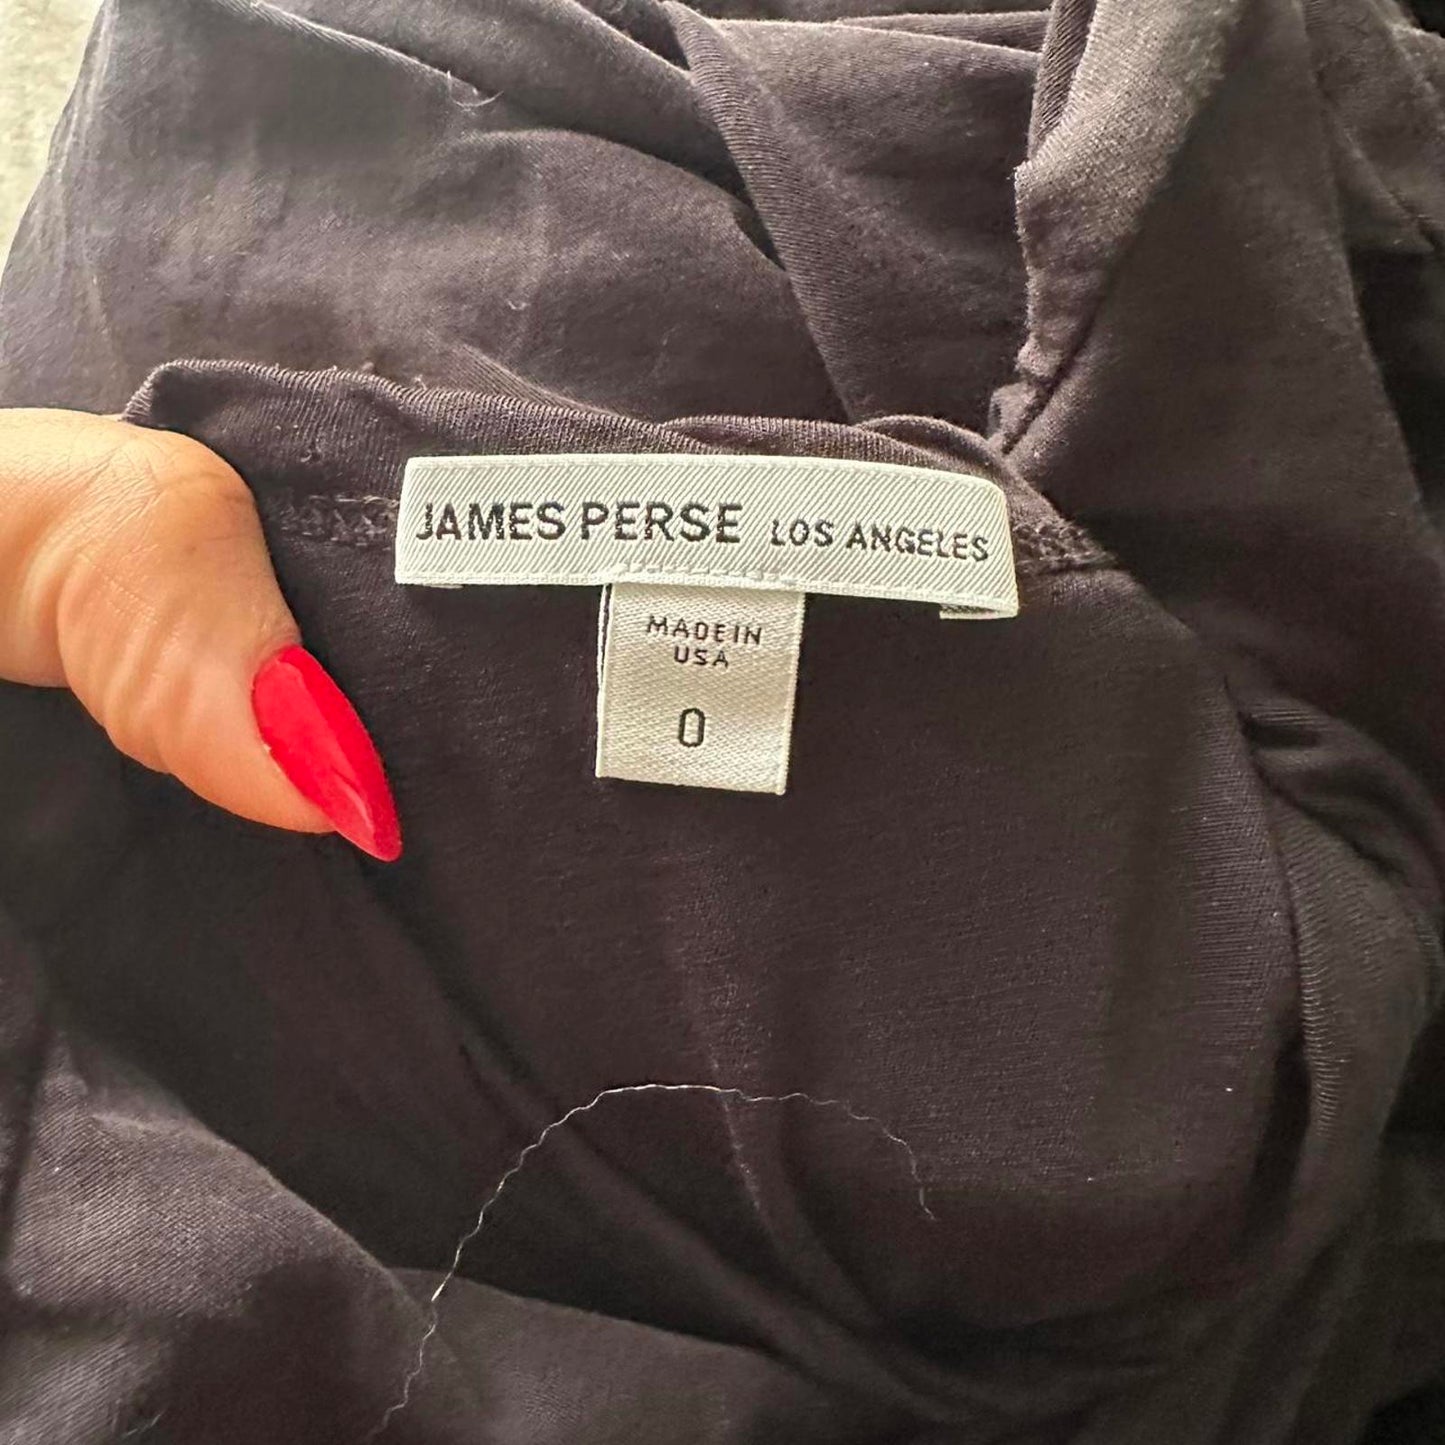 JAMES PERSE LOS ANGELES
MADE IN
USA
0